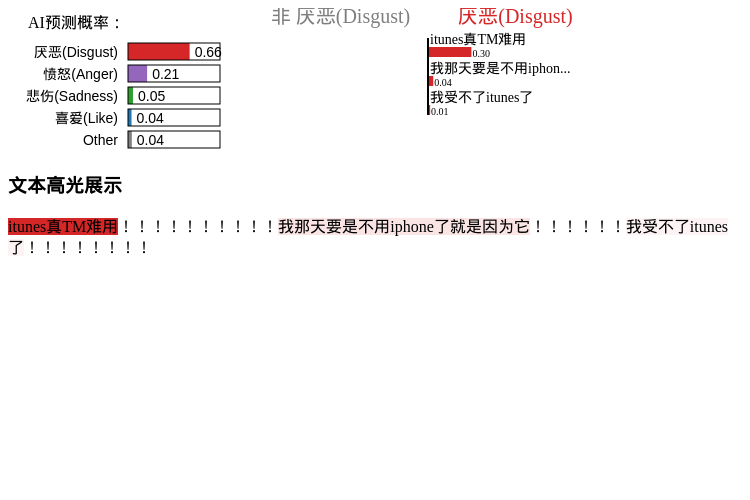 AI预测概率：
厌恶(Disgust) 0.66
愤怒(Anger) 0.21
悲伤(Sadness) 0.05
喜爱(Like) 0.04
Other 0.04
非 厌恶(Disgust) 厌恶(Disgust)
itunes真TM难用
0.30
我那天要是不用iphon...
0.04
我受不了itunes了
0.01
文本高光展示
itunes真TM难用！！！！！！！！！！我那天要是不用iphone了就是因为它！！！！！！我受不了itunes
了！！！！！！！！